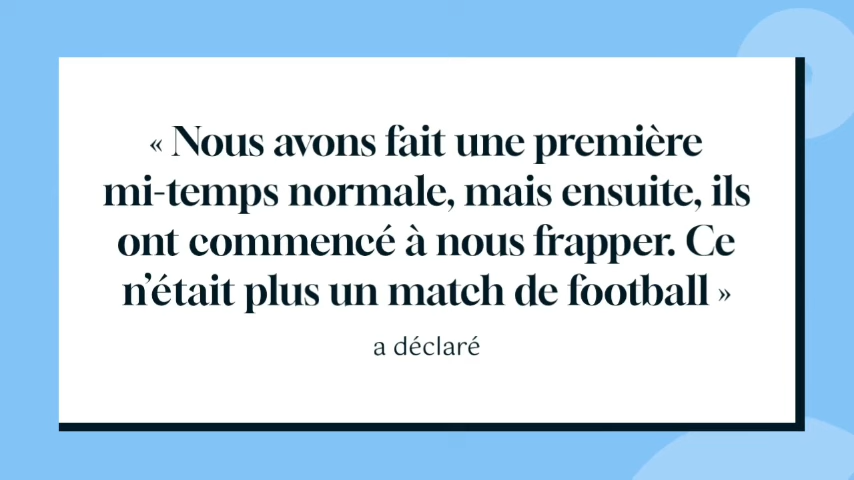 « Nous avons fait une première
mi-temps normale, mais ensuite, ils
ont commencé à nous frapper. Ce
n’était plus un match de football »
a déclaré